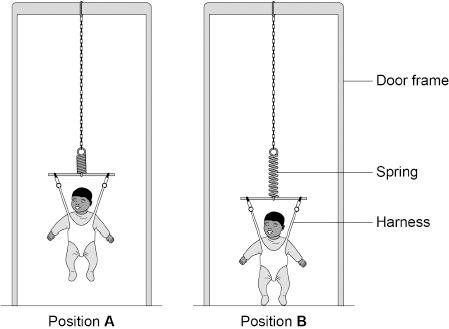 Door frame
Spring
Harness
Position A
Position B